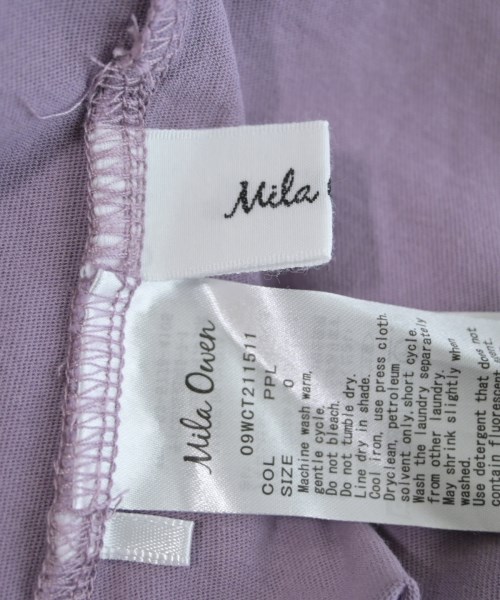 Mila
Mila Owen
09WCT211511
COL PPL
SIZE 0
Machine wash warm,
gentle cycle.
Do not bleach.
Do not tumble dry.
Line dry in shade.
Cool iron, use press cloth.
Dryclean, petroleum
solvent only, short cycle.
Wash the laundry separately
from other laundry.
May shrink slightly when
washed.
Use detergent that does not
contain fluorescent